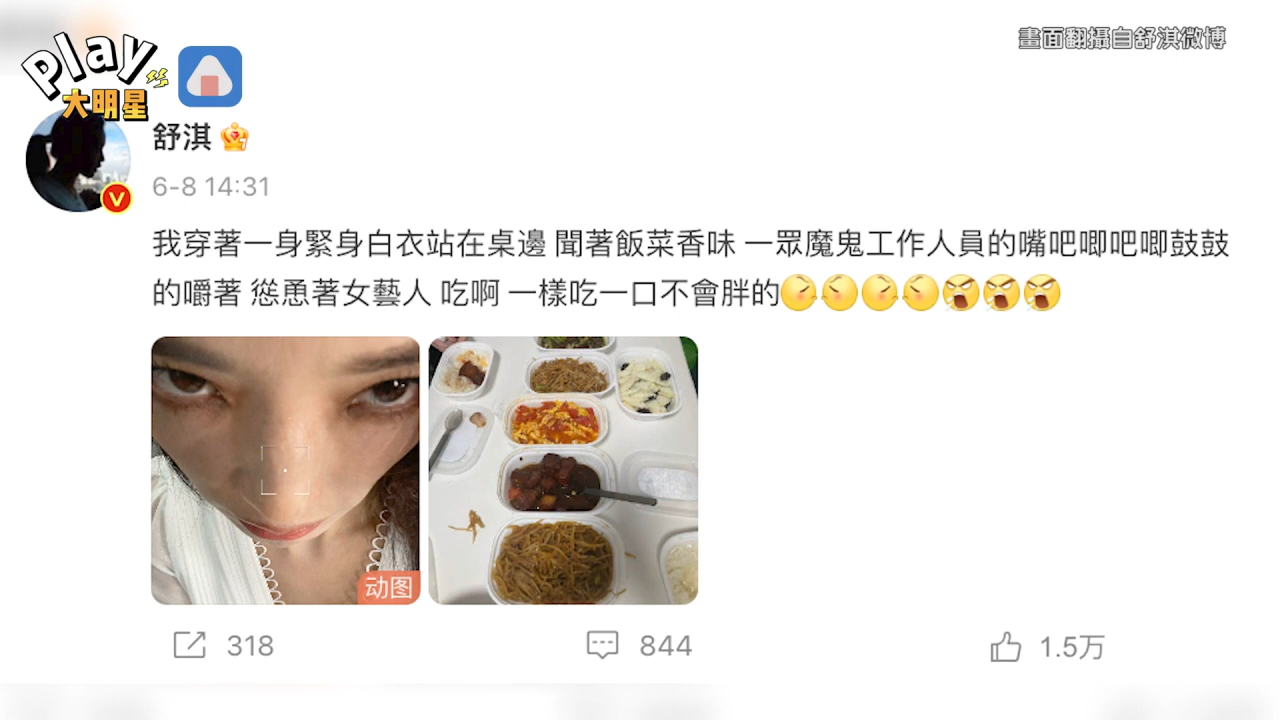 Play
大明星
畫面翻攝自舒淇微博
舒淇
6-8 14:31
我穿著一身緊身白衣站在桌邊 聞著飯菜香味 一眾魔鬼工作人員的嘴吧唧吧唧鼓鼓
的嚼著 慫恿著女藝人 吃啊 一樣吃一口不會胖的
动图
318
844
1.5万